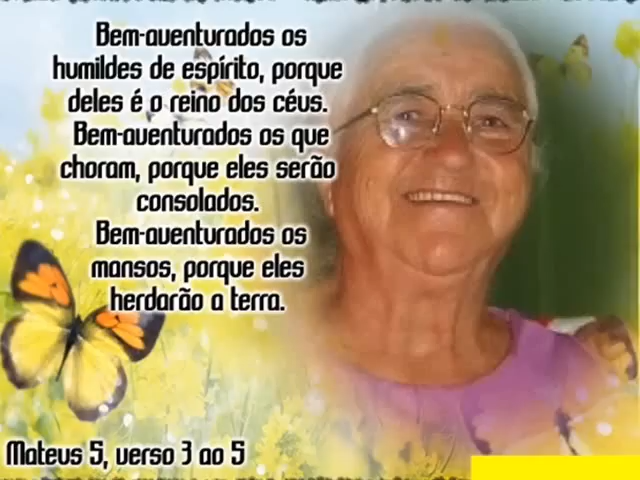 Bem-aventurados os
humildes de espírito, porque
deles é o reino dos céus.
Bem-aventurados os que
choram, porque eles serão
consolados.
Bem-aventurados os
mansos, porque eles
herdarão a terra.
Mateus 5, verso 3 ao 5